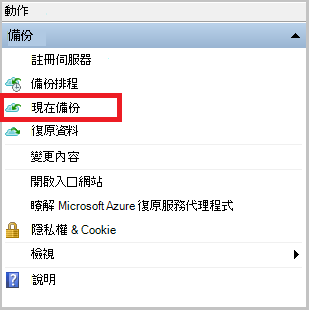 動作
備份
註冊伺服器
備份排程
現在備份
復原資料
變更內容
開啟入口網站
瞭解 Microsoft Azure 復原服務代理程式
隱私權 & Cookie
檢視
說明